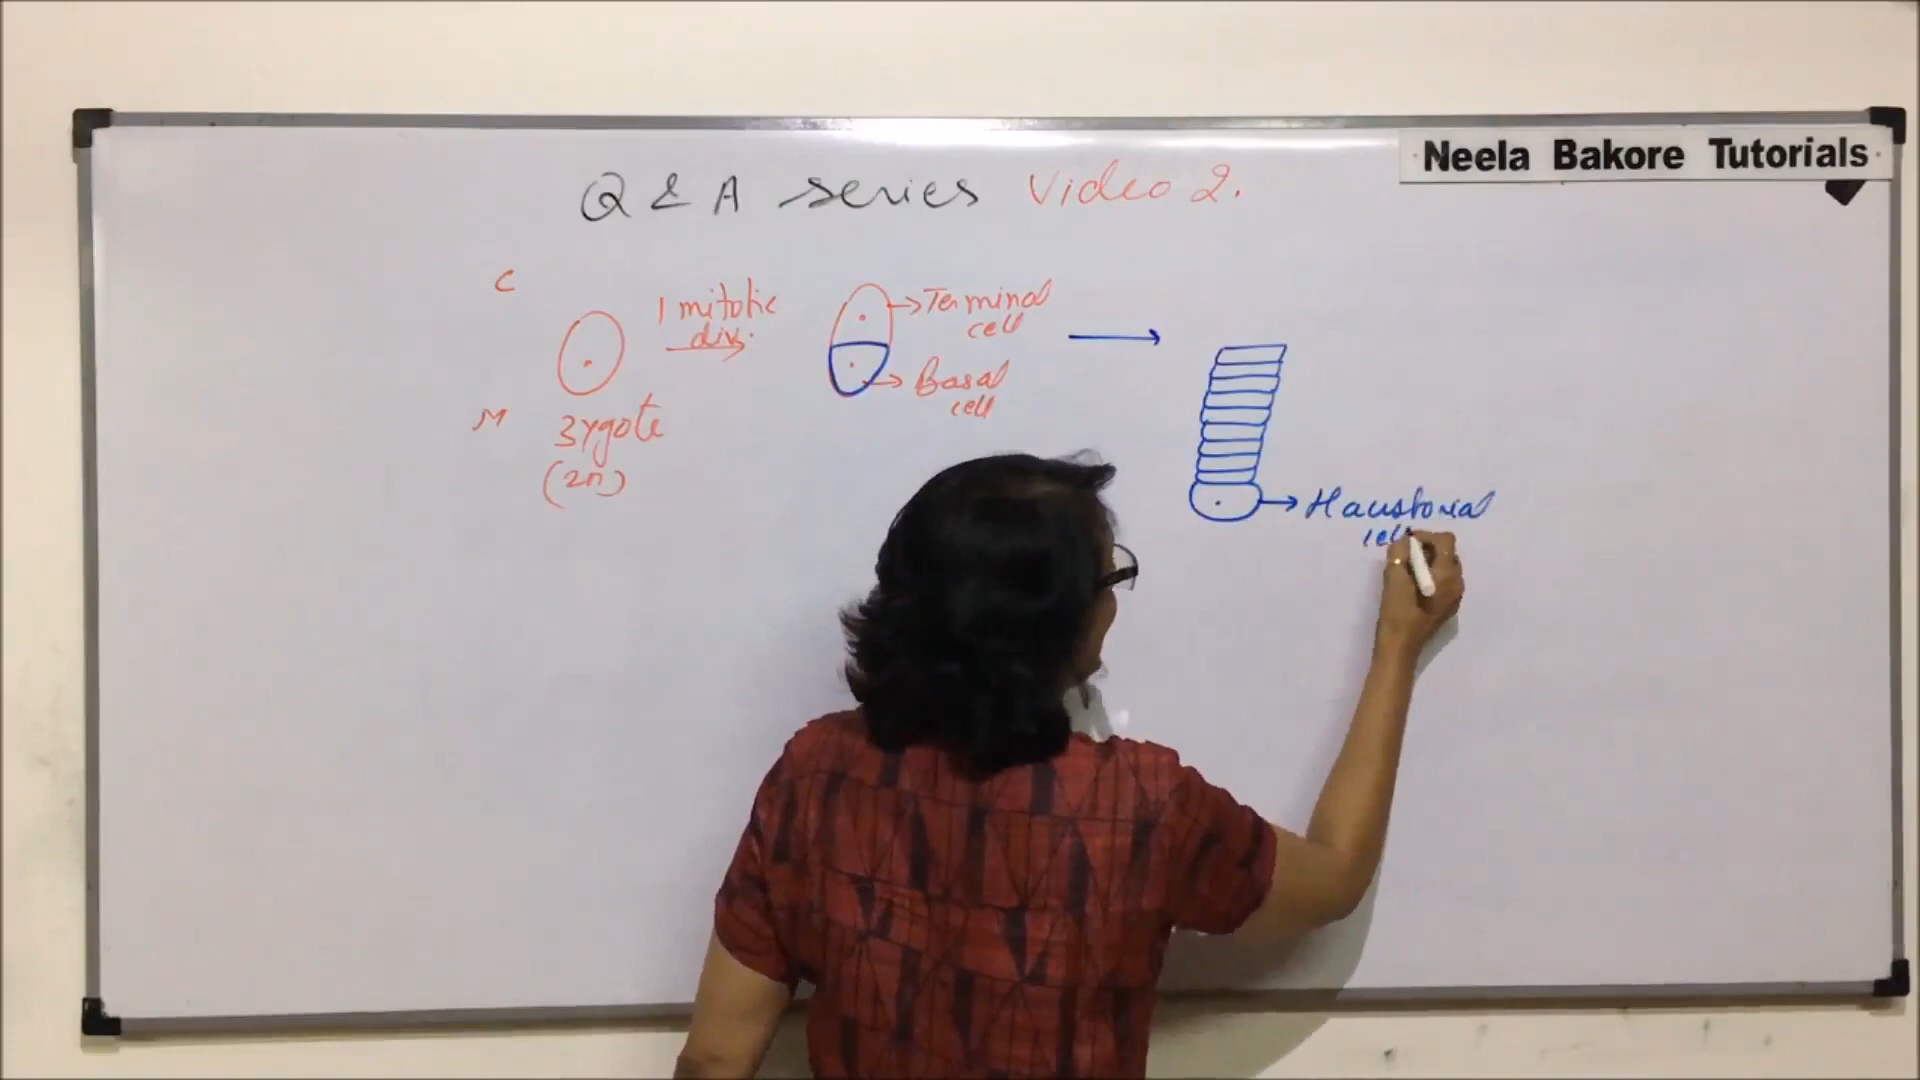 Neela Bakore Tutorials
Q & A series Video 2.
C
1 mitotic
div.
Terminal
cell
Basal
cell
M
Zygote
(2n)
Haustorial
cell